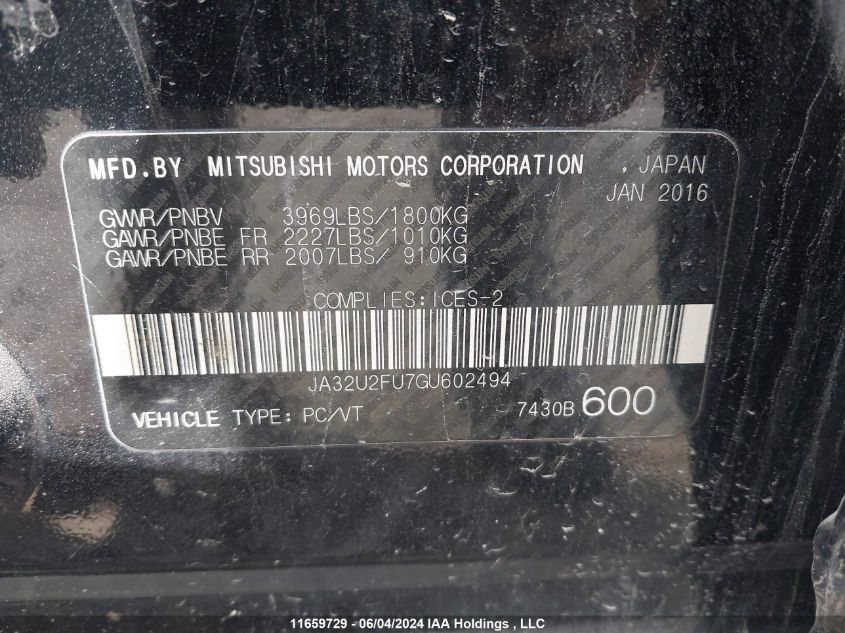 MFD.BY MITSUBISHI MOTORS CORPORATION , JAPAN
JAN 2016
GVWR/PNBV 3969LBS/1800KG
GAWR/PNBE FR 2227LBS/1010KG
GAWR/PNBE RR 2007LBS/ 910KG
COMPLIES:ICES-2
JA32U2FU7GU602494
VEHICLE TYPE: PC/VT 7430B 600
11659729 - 06/04/2024 IAA Holdings , LLC